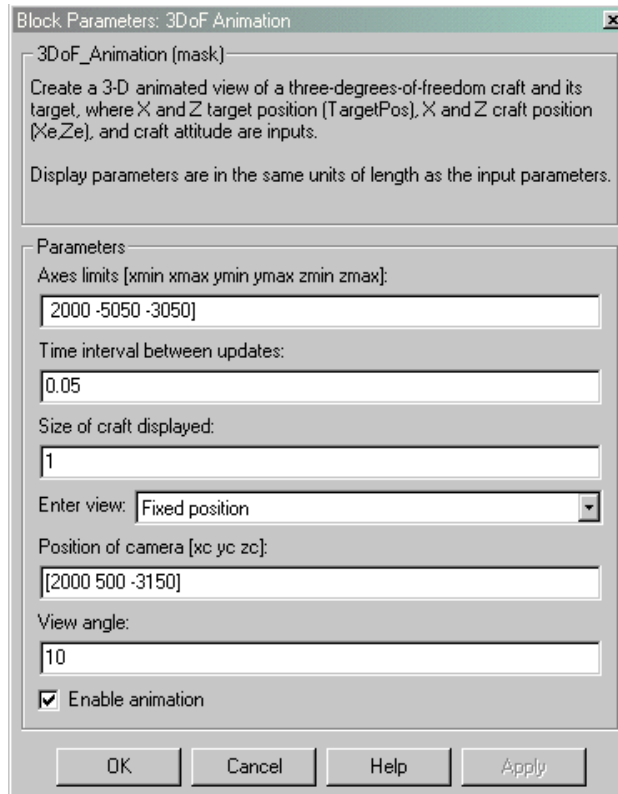 Block Parameters: 3DoF Animation
3DoF_Animation (mask)
Create a 3-D animated view of a three-degrees-of-freedom craft and its
target, where X and Z target position (TargetPos), X and Z craft position
(Xe,Ze), and craft attitude are inputs.
Display parameters are in the same units of length as the input parameters.
Parameters
Axes limits [xmin xmax ymin ymax zmin zmax]:
2000 -5050 -3050]
Time interval between updates:
0.05
Size of craft displayed:
1
Enter view: Fixed position
Position of camera [xc yc zc]:
[2000 500 -3150]
View angle:
10
Enable animation
OK Cancel Help Apply